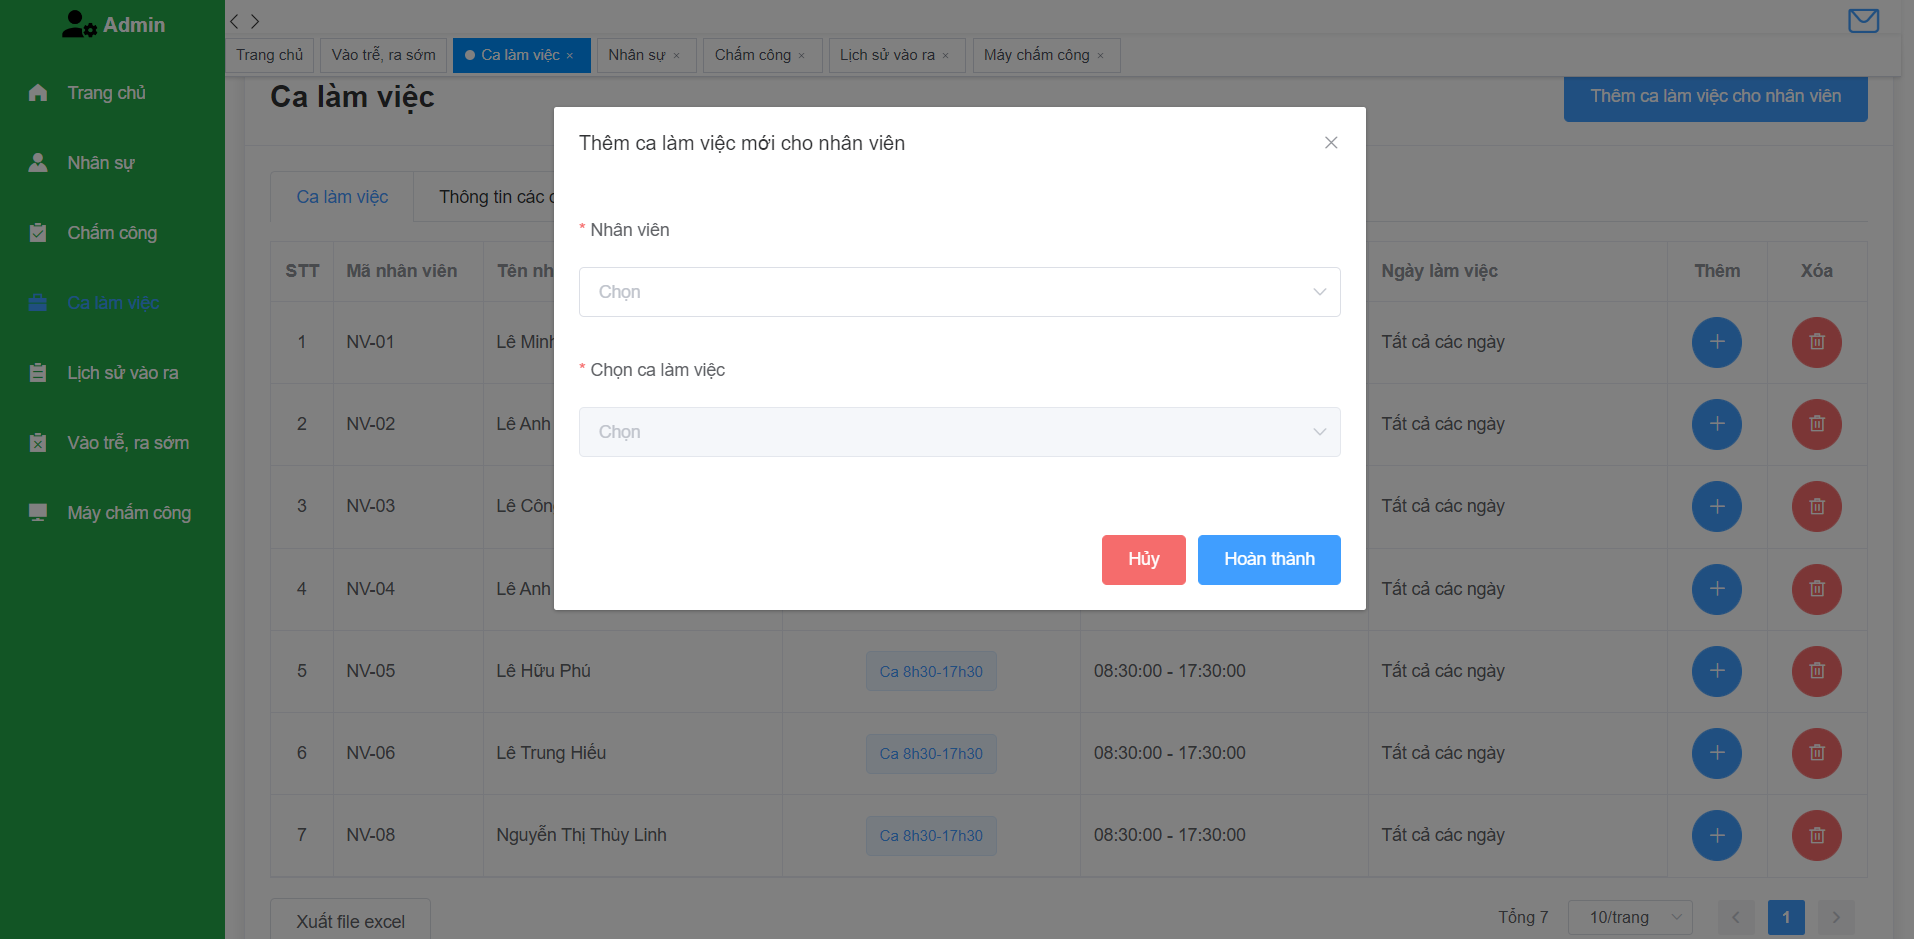 Admin
Trang chủ
Nhân sự
Chấm công
Ca làm việc
Lịch sử vào ra
Vào trễ, ra sớm
Máy chấm công
Trang chủ Vào trễ, ra sớm Ca làm việc × Nhân sự × Chấm công × Lịch sử vào ra × Máy chấm công ×
Ca làm việc Thêm ca làm việc cho nhân viên
Ca làm việc Thông tin các
Thêm ca làm việc mới cho nhân viên
* Nhân viên
Chọn
* Chọn ca làm việc
Chọn
Hủy Hoàn thành
STT Mã nhân viên Tên Ngày làm việc Thêm Xóa
1 NV-01 Lê Minh Tất cả các ngày
2 NV-02 Lê Anh Tất cả các ngày
3 NV-03 Lê Tất cả các ngày
4 NV-04 Lê Anh Tất cả các ngày
5 NV-05 Lê Hữu Phú Ca 8h30-17h30 08:30:00 - 17:30:00 Tất cả các ngày
6 NV-06 Lê Trung Hiếu Ca 8h30-17h30 08:30:00 - 17:30:00 Tất cả các ngày
7 NV-08 Nguyễn Thị Thùy Linh Ca 8h30-17h30 08:30:00 - 17:30:00 Tất cả các ngày
Xuất file excel Tổng 7 10/trang 1